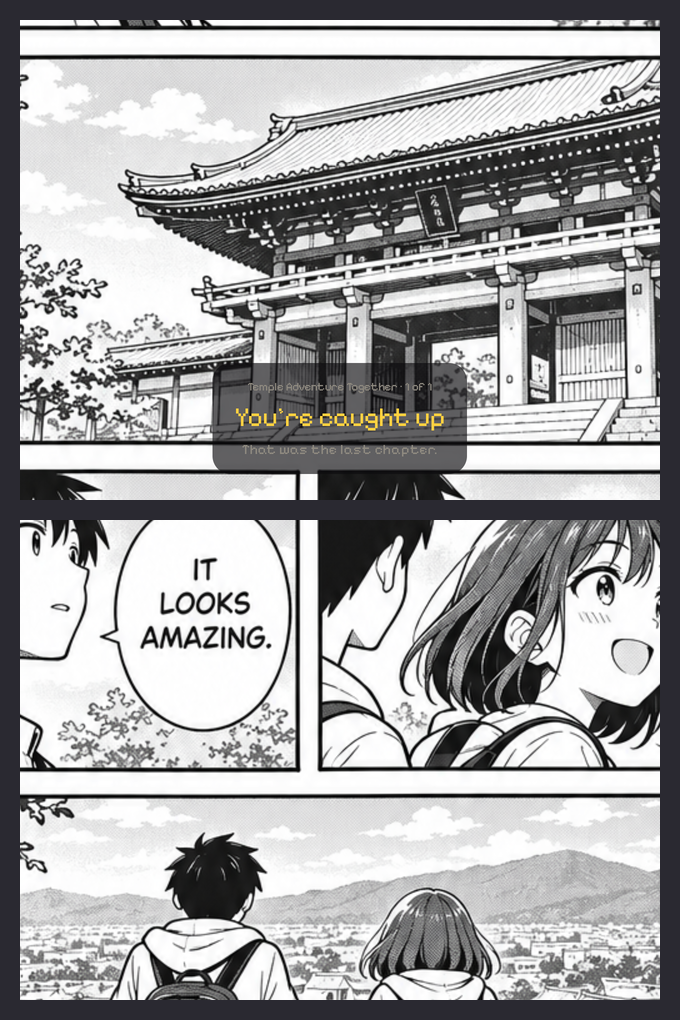 Temple Adventure Together · 1 of 1
You're caught up
That was the last chapter.
IT
LOOKS
AMAZING.